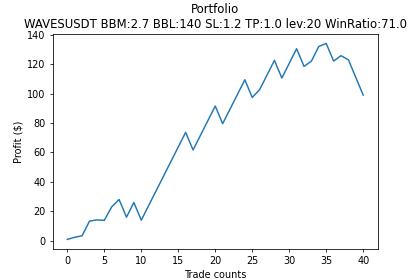 Portfolio
WAVESUSDT BBM:2.7 BBL:140 SL:1.2 TP:1.0 lev:20 WinRatio:71.0
140
120
100
80
60
40
20
0
Profit ($)
0 5 10 15 20 25 30 35 40
Trade counts